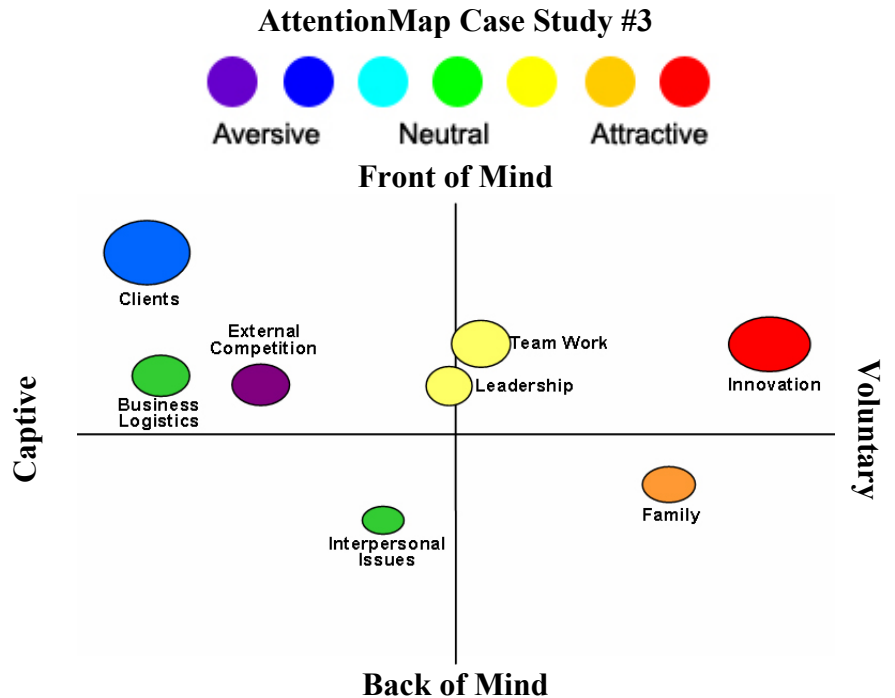 AttentionMap Case Study #3
Aversive
Neutral
Attractive
Front of Mind
Clients
External
Competition
Team Work
Leadership
Innovation
Business
Logistics
Captive
Voluntary
Family
Interpersonal
Issues
Back of Mind